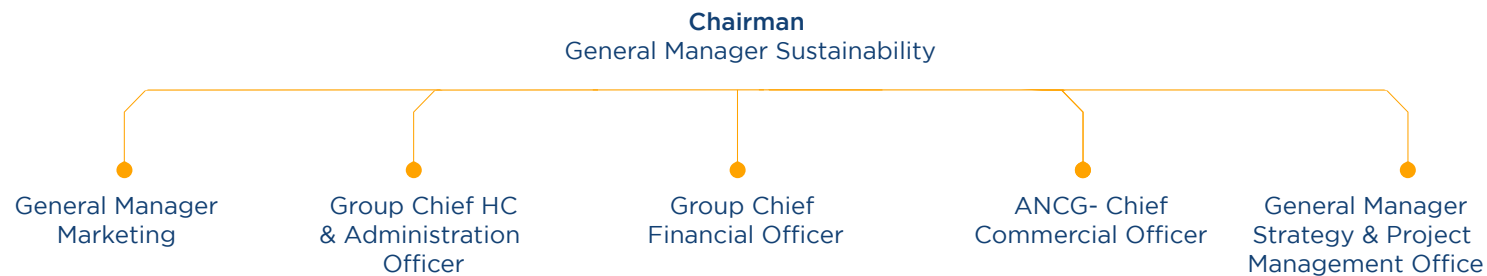 Chairman
General Manager Sustainability
General Manager
Marketing
Group Chief HC
& Administration
Officer
Group Chief
Financial Officer
ANCG- Chief
Commercial Officer
General Manager
Strategy & Project
Management Office